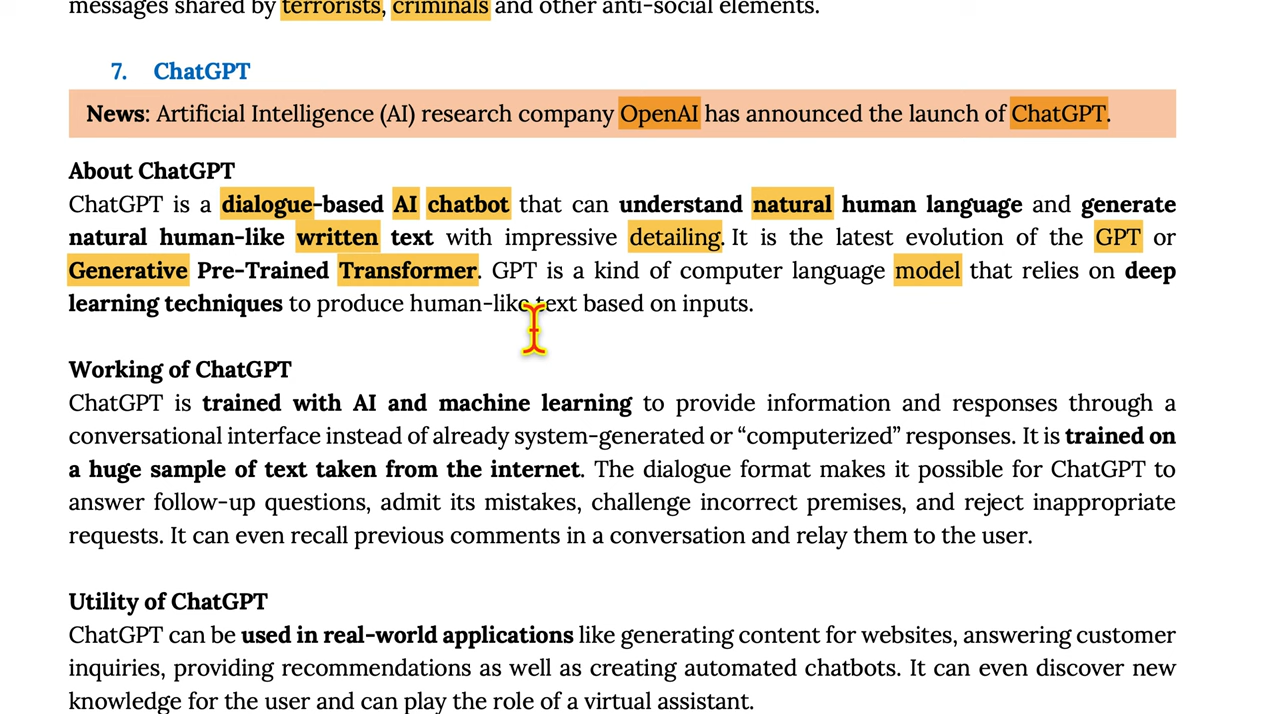 messages shared by terrorists, criminals and other anti-social elements.
7. ChatGPT
News: Artificial Intelligence (AI) research company OpenAI has announced the launch of ChatGPT.
About ChatGPT
ChatGPT is a dialogue-based AI chatbot that can understand natural human language and generate
natural human-like written text with impressive detailing. It is the latest evolution of the GPT or
Generative Pre-Trained Transformer. GPT is a kind of computer language model that relies on deep
learning techniques to produce human-like text based on inputs.
Working of ChatGPT
ChatGPT is trained with AI and machine learning to provide information and responses through a
conversational interface instead of already system-generated or “computerized” responses. It is trained on
a huge sample of text taken from the internet. The dialogue format makes it possible for ChatGPT to
answer follow-up questions, admit its mistakes, challenge incorrect premises, and reject inappropriate
requests. It can even recall previous comments in a conversation and relay them to the user.
Utility of ChatGPT
ChatGPT can be used in real-world applications like generating content for websites, answering customer
inquiries, providing recommendations as well as creating automated chatbots. It can even discover new
knowledge for the user and can play the role of a virtual assistant.